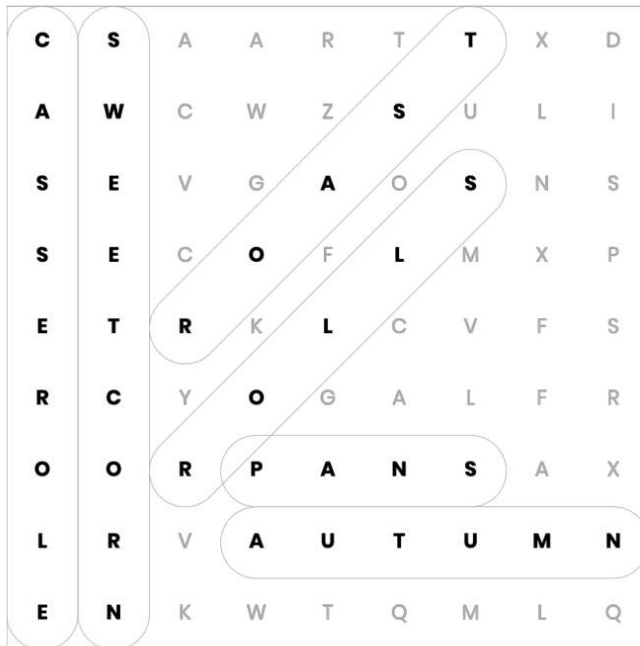 C S A A R T T X D
A W C W Z S U L I
S E V G A O S N S
S E C O F L M X P
E T R K L C V F S
R C Y O G A L F R
O O R P A N S A X
L R V A U T U M N
E N K W T Q M L Q